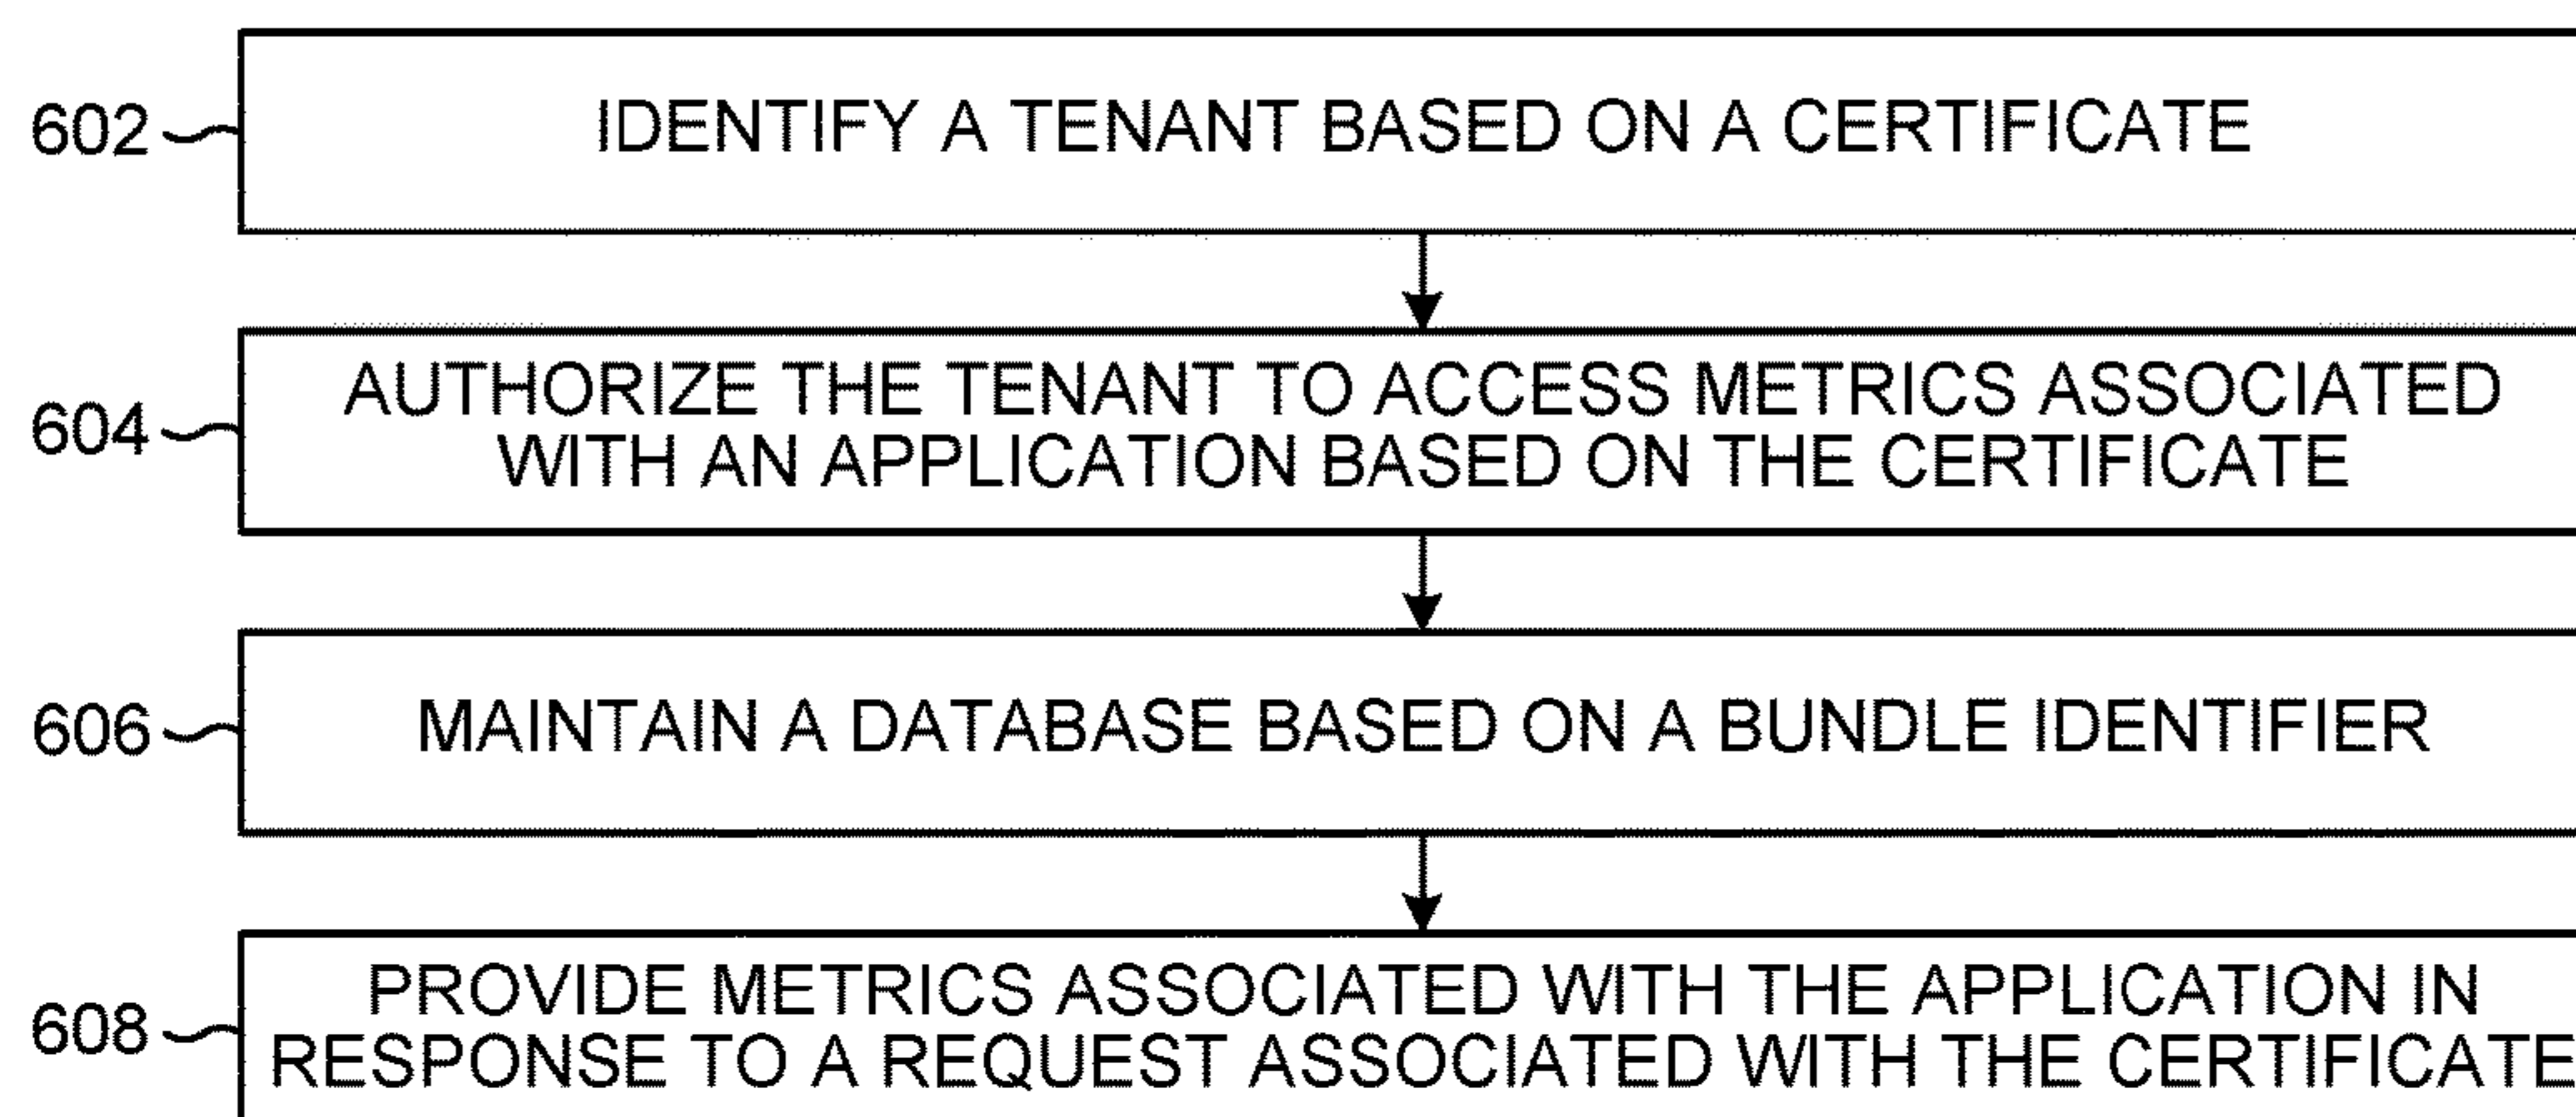 602
IDENTIFY A TENANT BASED ON A CERTIFICATE
604
AUTHORIZE THE TENANT TO ACCESS METRICS ASSOCIATED
WITH AN APPLICATION BASED ON THE CERTIFICATE
606
MAINTAIN A DATABASE BASED ON A BUNDLE IDENTIFIER
608
PROVIDE METRICS ASSOCIATED WITH THE APPLICATION IN
RESPONSE TO A REQUEST ASSOCIATED WITH THE CERTIFICATE